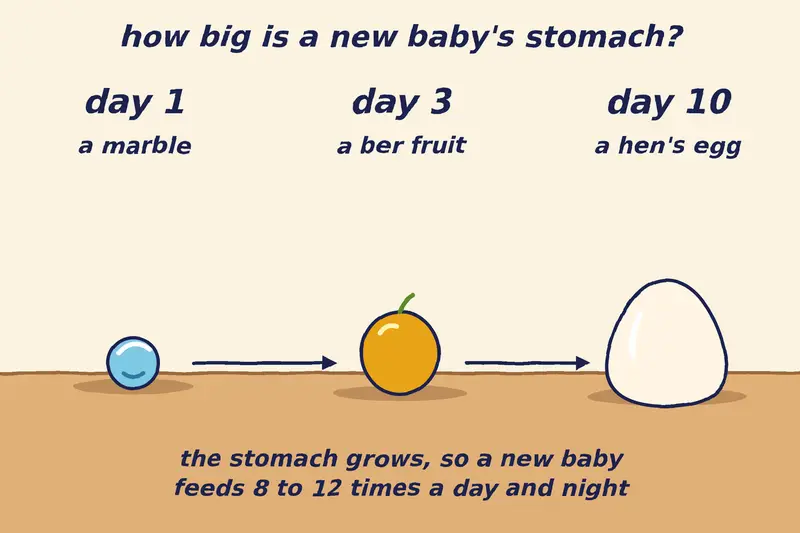 how big is a new baby's stomach?
day 1
a marble
day 3
a ber fruit
day 10
a hen's egg
the stomach grows, so a new baby
feeds 8 to 12 times a day and night